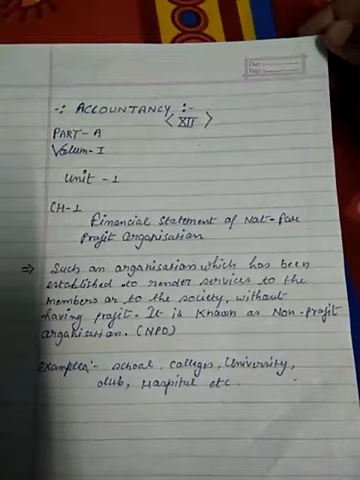 -: ACCOUNTANCY :-
< XII >
PART - A
Volum - I
Unit - 1
CH-1
Financial Statement of Not-For
Profit Organisation
⇒ Such an organisation which has been
established to render services to the
members or to the society, without
having profit. It is known as Non-Profit
Organisation. (NPO)
Examples:- school, colleges, University,
club, Hospital etc.